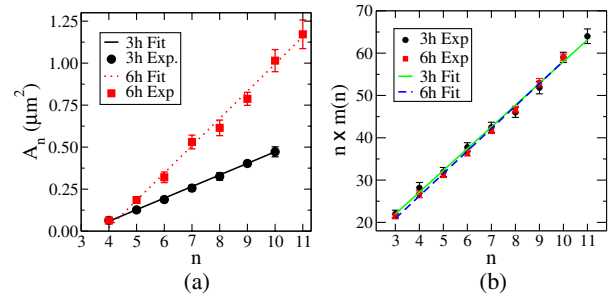 (a)
1.25
1.00
0.75
0.50
0.25
0.00
A_n (μm²)
3h Fit
3h Exp.
6h Fit
6h Exp
3 4 5 6 7 8 9 10 11
n
(a)
(b)
70
60
50
40
30
20
n x m(n)
3h Exp
6h Exp
3h Fit
6h Fit
3 4 5 6 7 8 9 10 11 12
n
(b)